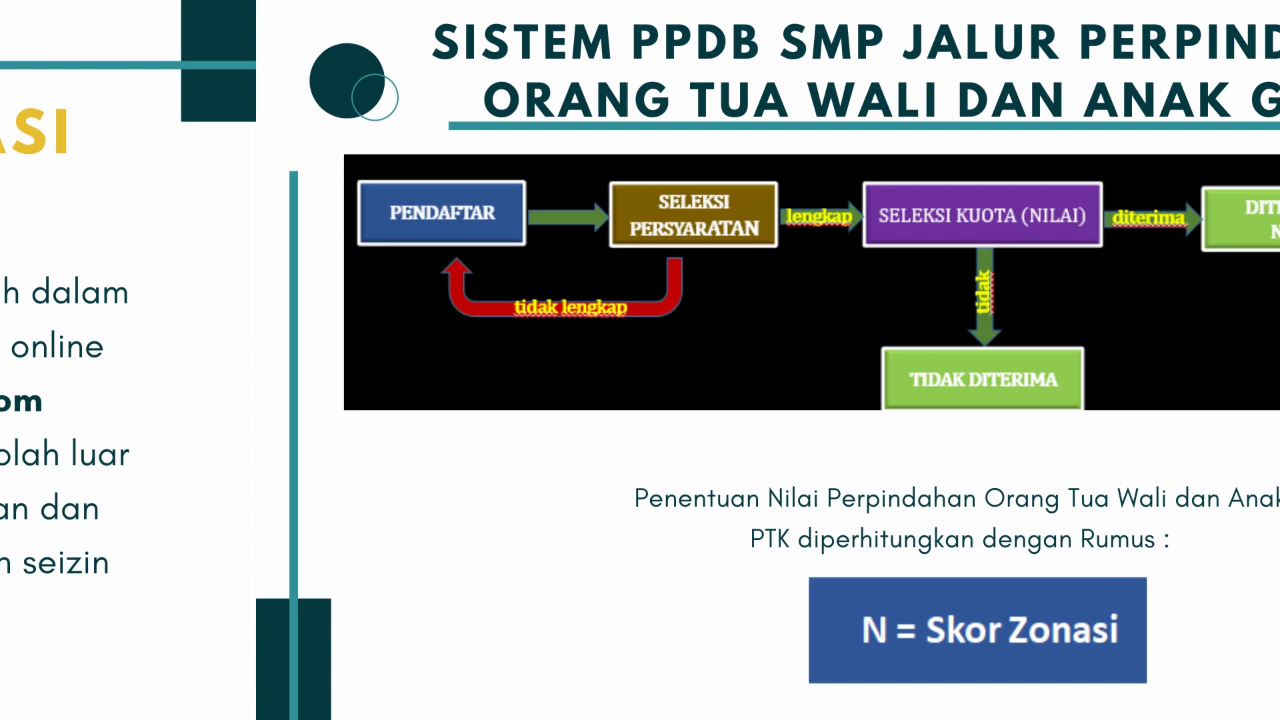 ASI
h dalam
online
om
olah luar
an dan
n seizin
SISTEM PPDB SMP JALUR PERPIND
ORANG TUA WALI DAN ANAK G
PENDAFTAR
SELEKSI
PERSYARATAN
lengkap
SELEKSI KUOTA (NILAI)
diterima
DITE
N
tidak lengkap
tidak
TIDAK DITERIMA
Penentuan Nilai Perpindahan Orang Tua Wali dan Anak
PTK diperhitungkan dengan Rumus :
N = Skor Zonasi